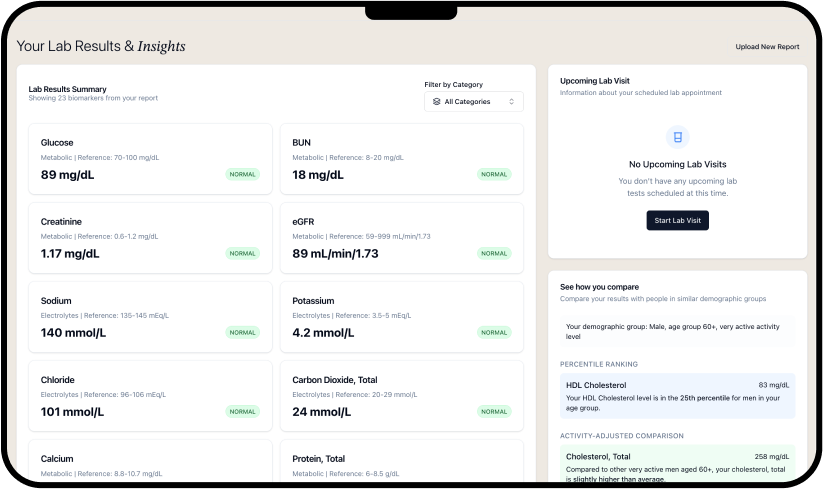 Your Lab Results & Insights
Upload New Report
Lab Results Summary
Showing 23 biomarkers from your report
Filter by Category
All Categories
Glucose
Metabolic | Reference: 70-100 mg/dL
89 mg/dL
NORMAL
BUN
Metabolic | Reference: 8-20 mg/dL
18 mg/dL
NORMAL
Creatinine
Metabolic | Reference: 0.6-1.2 mg/dL
1.17 mg/dL
NORMAL
eGFR
Metabolic | Reference: 59-999 mL/min/1.73
89 mL/min/1.73
NORMAL
Sodium
Electrolytes | Reference: 135-145 mEq/L
140 mmol/L
NORMAL
Potassium
Electrolytes | Reference: 3.5-5 mEq/L
4.2 mmol/L
NORMAL
Chloride
Electrolytes | Reference: 96-106 mEq/L
101 mmol/L
NORMAL
Carbon Dioxide, Total
Electrolytes | Reference: 20-29 mmol/L
24 mmol/L
NORMAL
Calcium
Metabolic | Reference: 8.8-10.7 mg/dL
Protein, Total
Metabolic | Reference: 6-8.5 g/dL
Upcoming Lab Visit
Information about your scheduled lab appointment
No Upcoming Lab Visits
You don't have any upcoming lab
tests scheduled at this time.
Start Lab Visit
See how you compare
Compare your results with people in similar demographic groups
Your demographic group: Male, age group 60+, very active activity
level
PERCENTILE RANKING
HDL Cholesterol
83 mg/dL
Your HDL Cholesterol level is in the 25th percentile for men in your
age group.
ACTIVITY-ADJUSTED COMPARISON
Cholesterol, Total
258 mg/dL
Compared to other very active men aged 60+, your cholesterol, total
is slightly higher than average.